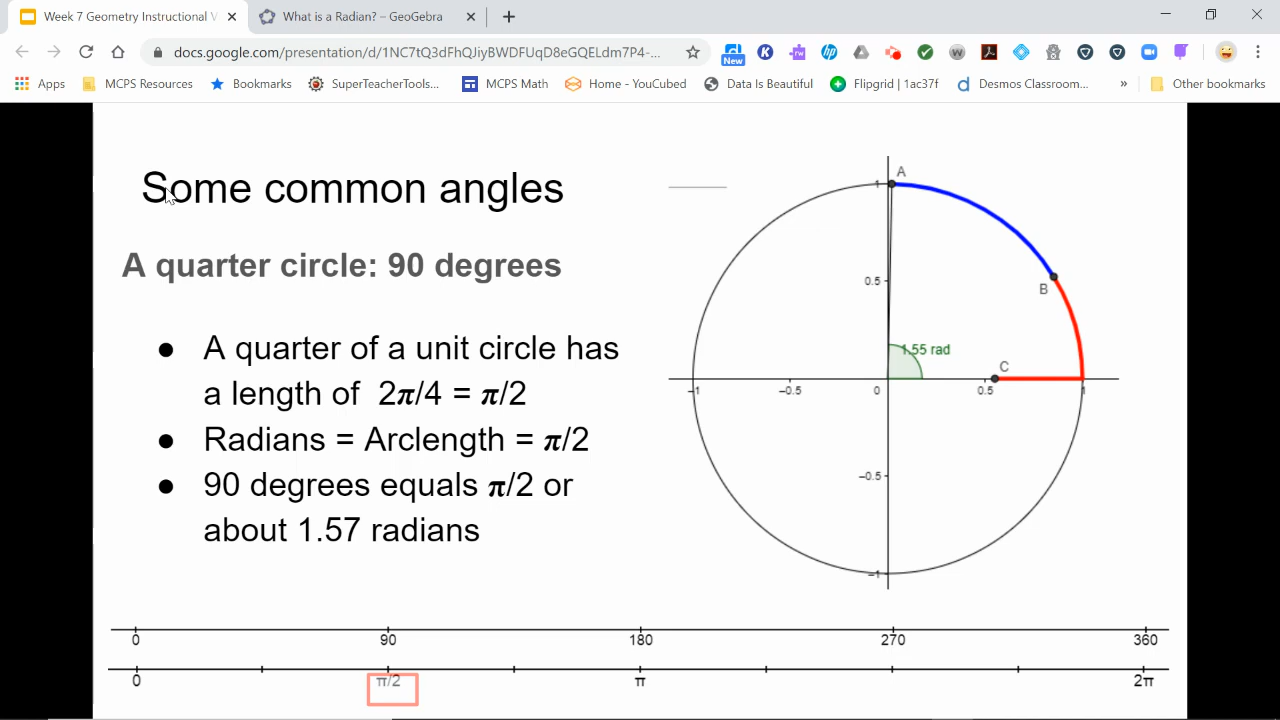 Week 7 Geometry Instructional V
What is a Radian? – GeoGebra
docs.google.com/presentation/d/1NC7tQ3dFhQJiyBWDFUqD8eGQELdm7P4-...
New
Apps
MCPS Resources
Bookmarks
SuperTeacherTools...
MCPS Math
Home - YouCubed
Data Is Beautiful
Flipgrid | 1ac37f
Desmos Classroom...
»
Other bookmarks
Some common angles
A quarter circle: 90 degrees
● A quarter of a unit circle has
a length of 2π/4 = π/2
● Radians = Arclength = π/2
● 90 degrees equals π/2 or
about 1.57 radians
A
1
0.5
B
1.55 rad
C
−1
−0.5
0
0.5
1
−0.5
−1
0
90
180
270
360
0
π/2
π
2π